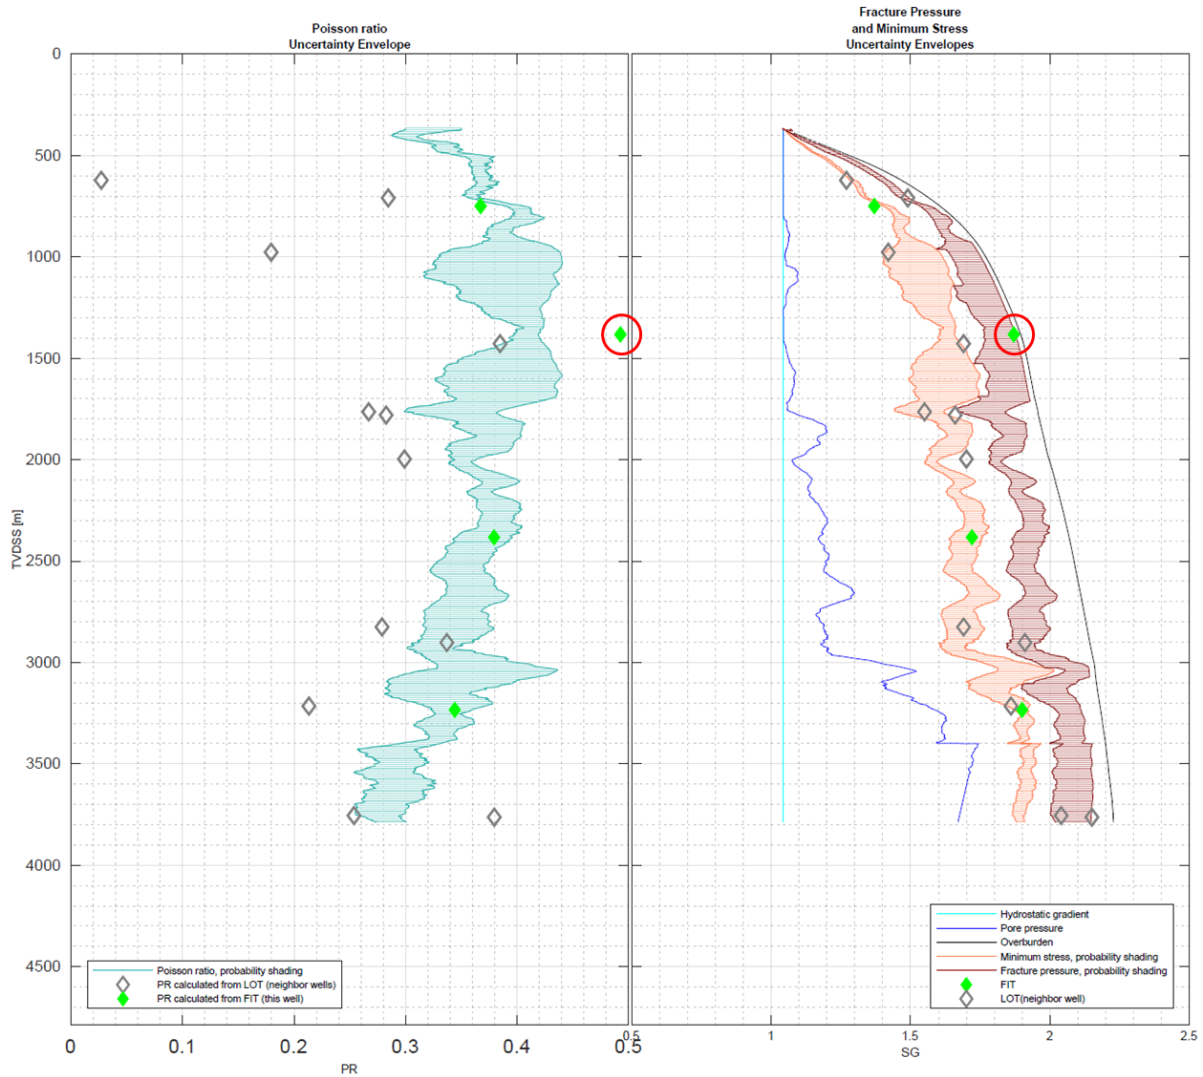 Poisson ratio
Uncertainty Envelope
Fracture Pressure
and Minimum Stress
Uncertainty Envelopes
0
500
1000
1500
2000
2500
3000
3500
4000
4500
TVDSS [m]
Poisson ratio, probability shading
PR calculated from LOT (neighbor wells)
PR calculated from FIT (this well)
Hydrostatic gradient
Pore pressure
Overburden
Minimum stress, probability shading
Fracture pressure, probability shading
FIT
LOT(neighbor well)
0 0.1 0.2 0.3 0.4 0.5
PR
0.5 1 1.5 2 2.5
SG